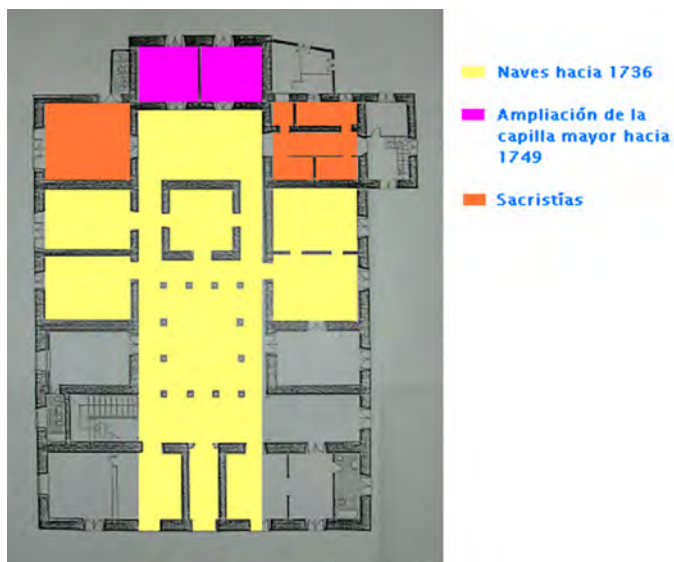 Naves hacia 1736
Ampliación de la
capilla mayor hacia
1749
Sacristías